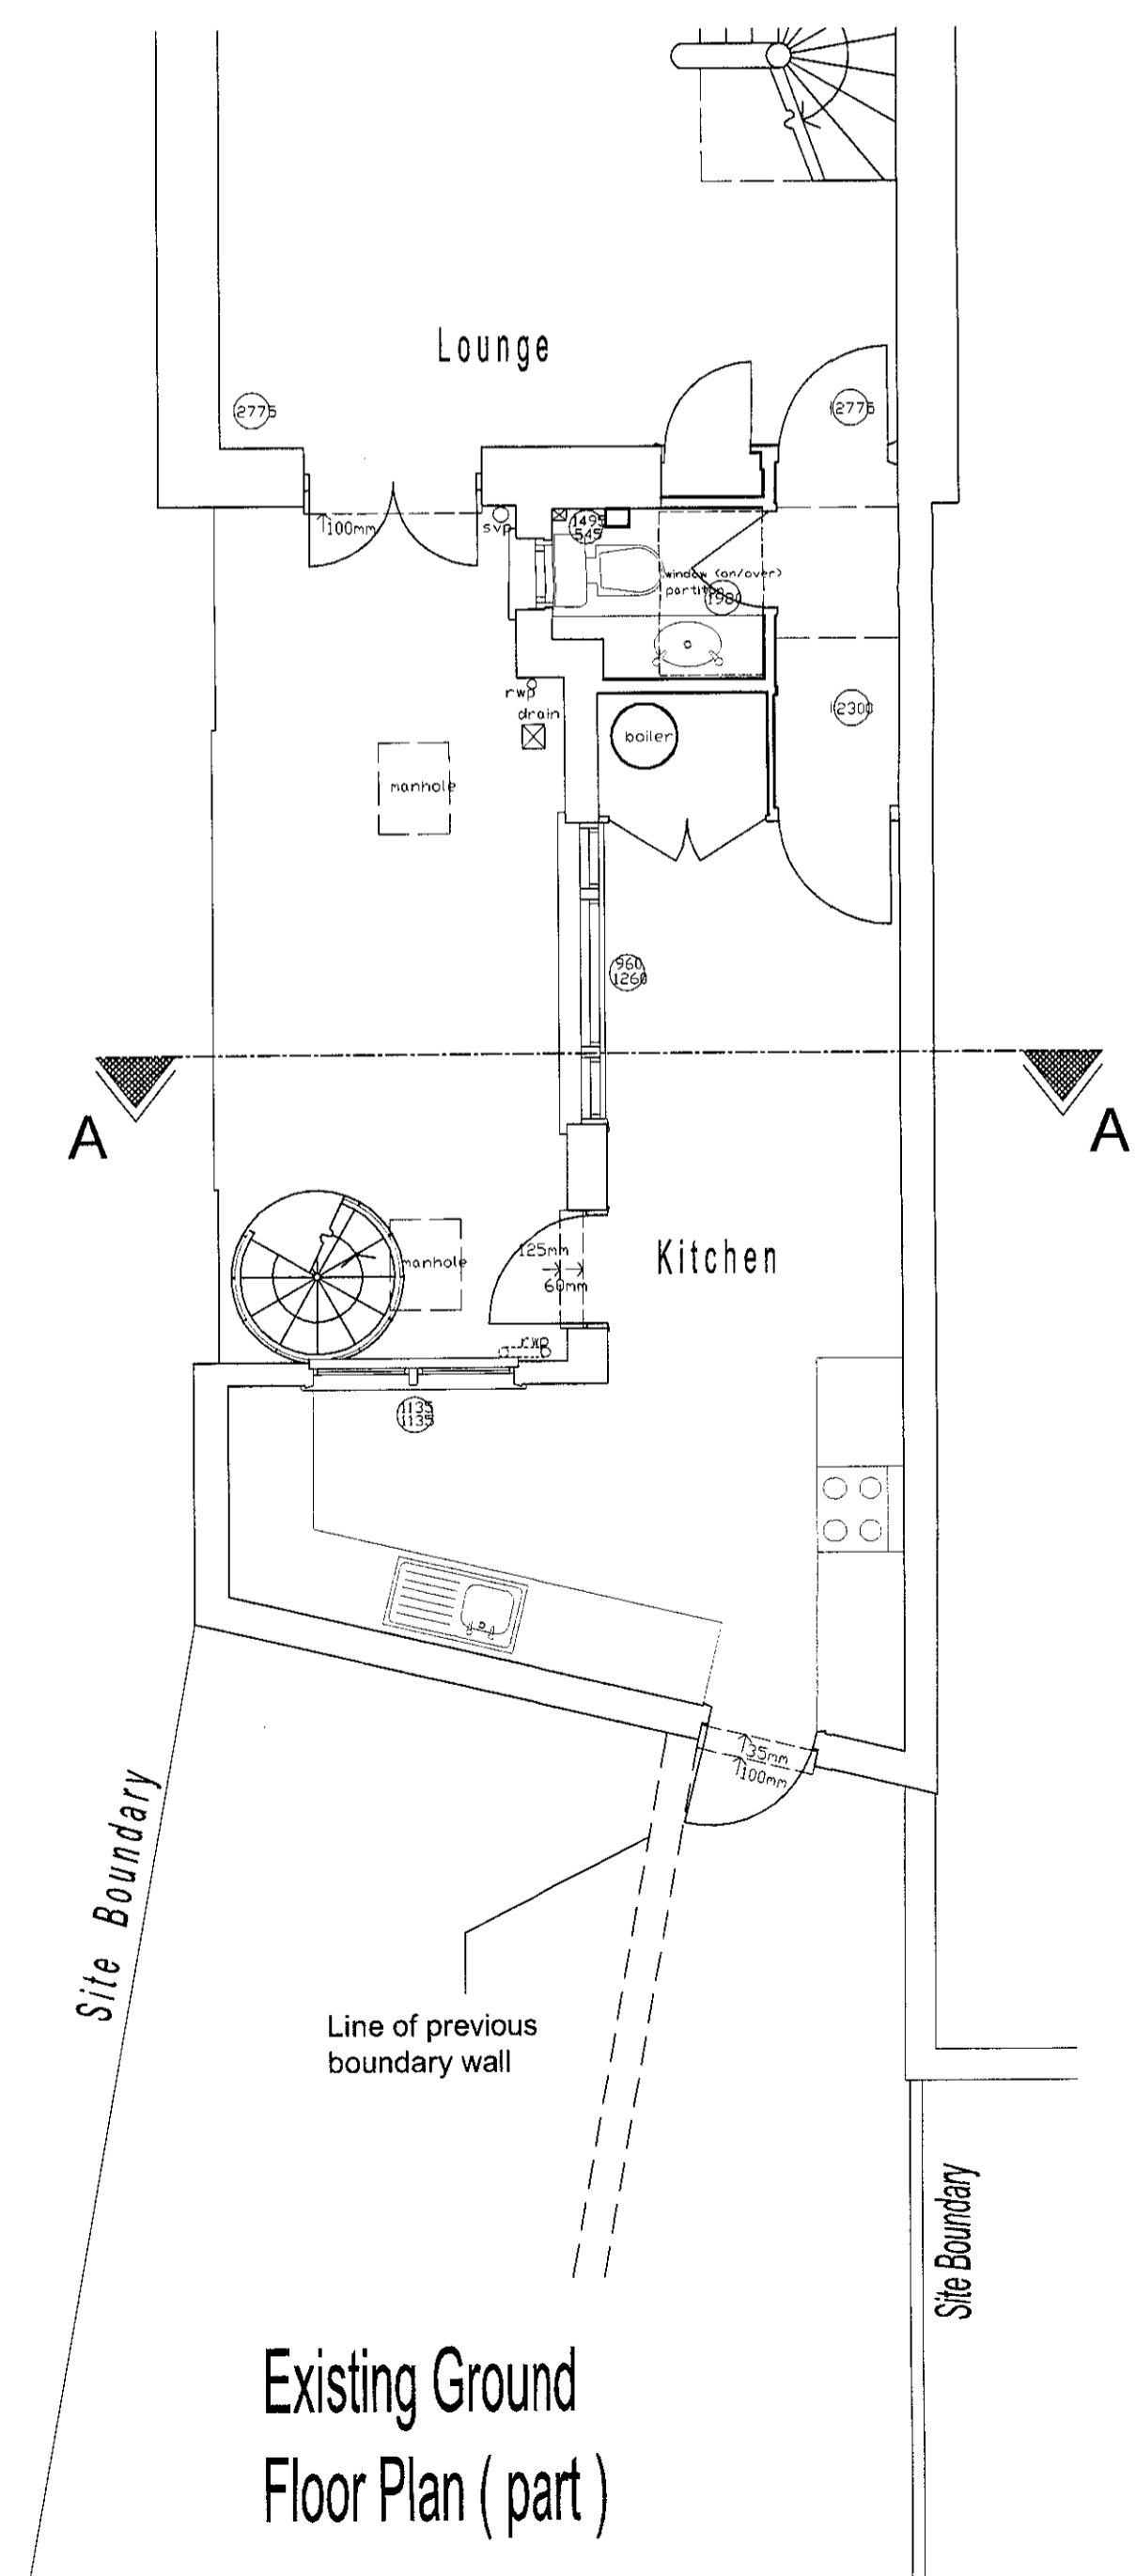 Lounge
2775
12775
100mm
svp
1495
545
window (on/over)
partition
1980
rwp
drain
12300
boiler
manhole
960
1260
A
A
125mm
60mm
Kitchen
manhole
rwp
1135
1135
35mm
100mm
Site Boundary
Line of previous
boundary wall
Site Boundary
Existing Ground
Floor Plan ( part )